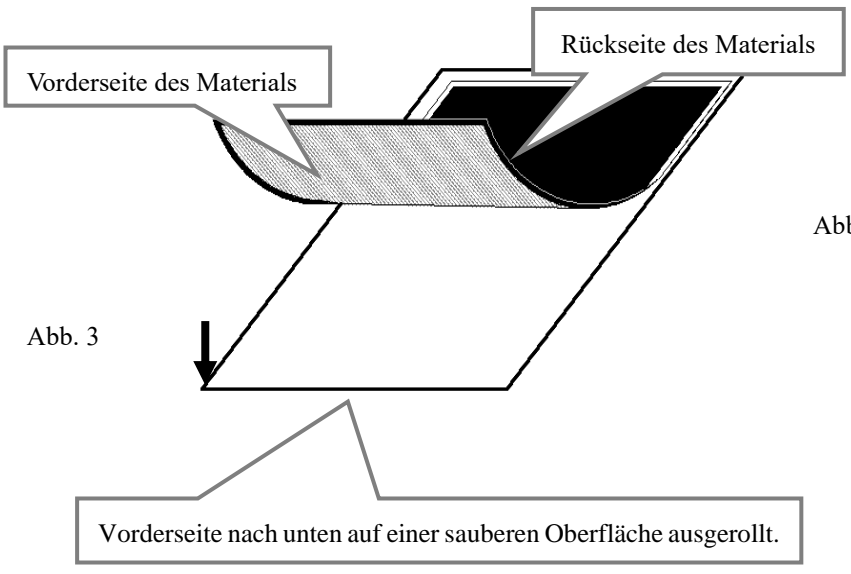 Rückseite des Materials
Vorderseite des Materials
Abb. 3
Vorderseite nach unten auf einer sauberen Oberfläche ausgerollt.